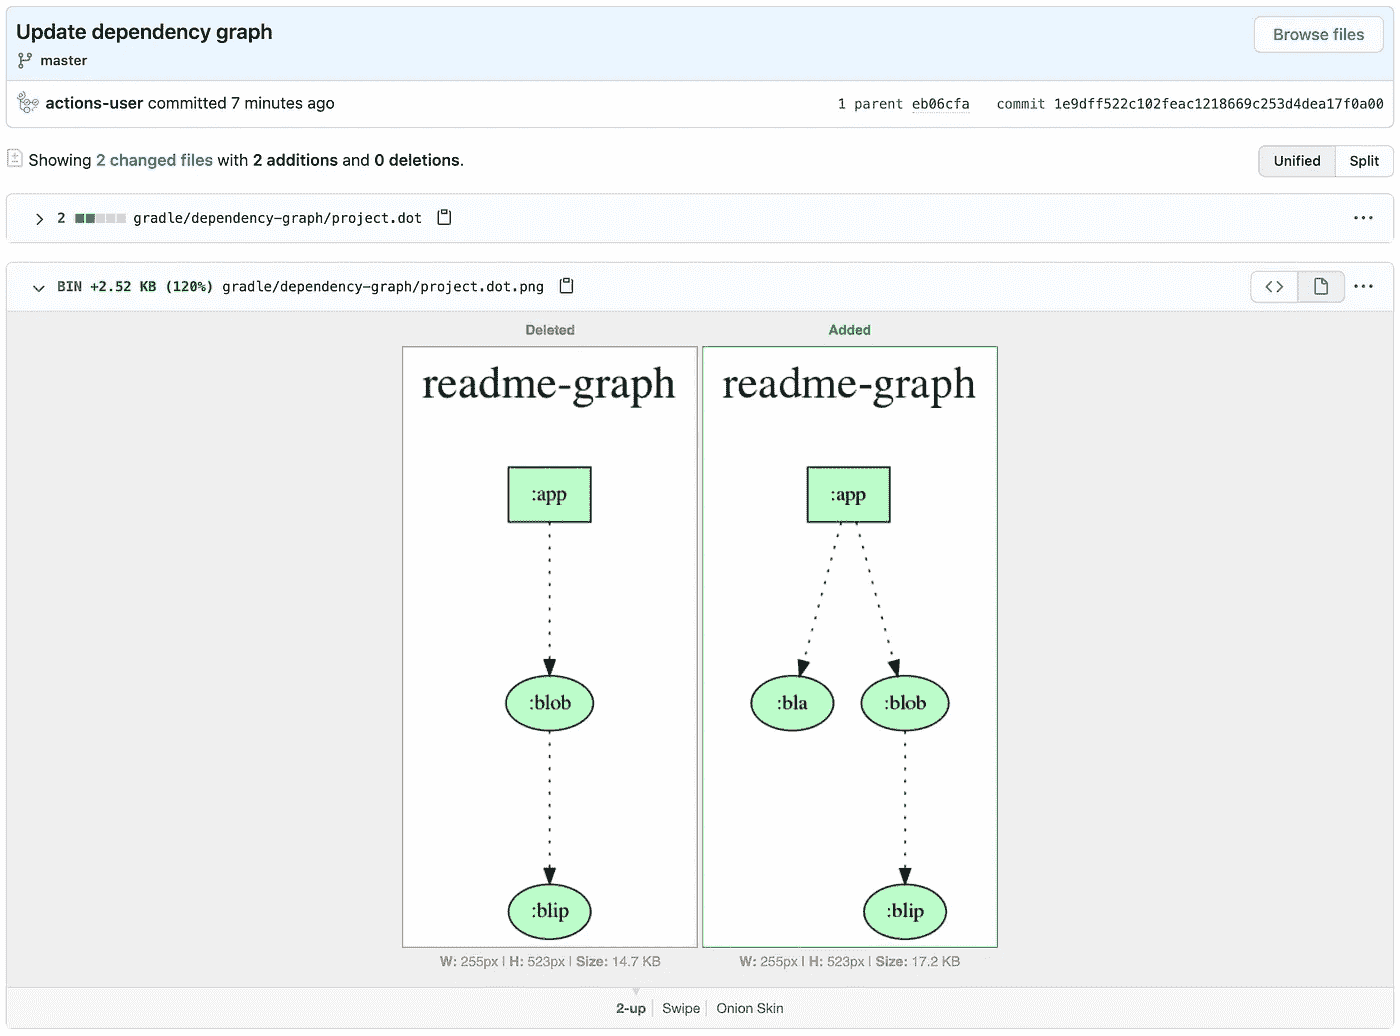 Update dependency graph
Browse files
master
actions-user committed 7 minutes ago
1 parent eb06cfa commit 1e9dff522c102feac1218669c253d4dea17f0a00
Showing 2 changed files with 2 additions and 0 deletions.
Unified Split
2 gradle/dependency-graph/project.dot
BIN +2.52 KB (120%) gradle/dependency-graph/project.dot.png
Deleted Added
readme-graph readme-graph
:app :app
:blob :bla :blob
:blip :blip
W: 255px | H: 523px | Size: 14.7 KB W: 255px | H: 523px | Size: 17.2 KB
2-up Swipe Onion Skin